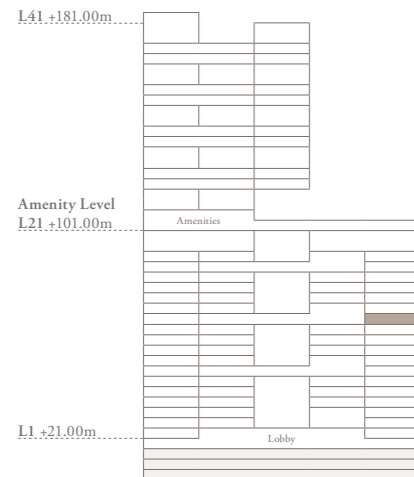 L41 +181.00m
Amenity Level
L21 +101.00m
Amenities
L1 +21.00m
Lobby